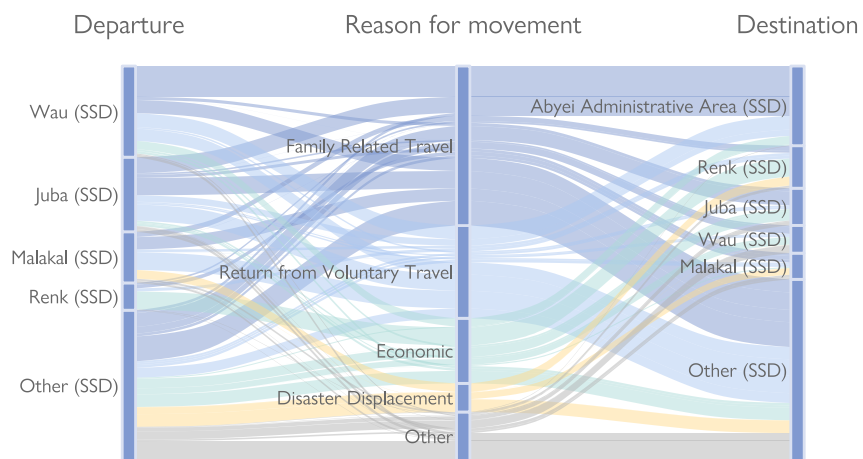 Departure
Reason for movement
Destination
Wau (SSD)
Juba (SSD)
Malakal (SSD)
Renk (SSD)
Other (SSD)
Family Related Travel
Return from Voluntary Travel
Economic
Disaster Displacement
Other
Abyei Administrative Area (SSD)
Renk (SSD)
Juba (SSD)
Wau (SSD)
Malakal (SSD)
Other (SSD)